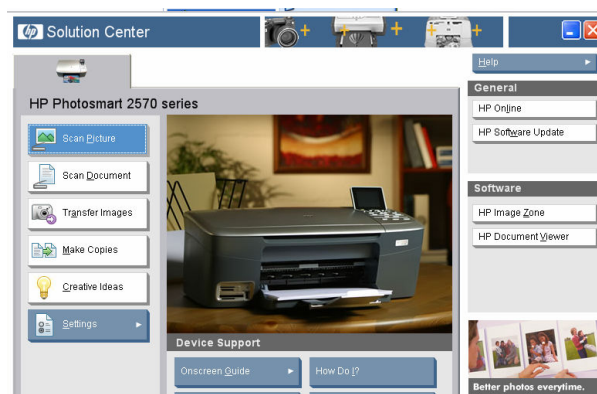 hp Solution Center
Help
HP Photosmart 2570 series
Scan Picture
Scan Document
Transfer Images
Make Copies
Creative Ideas
Settings
Device Support
Onscreen Guide
How Do I?
General
HP Online
HP Software Update
Software
HP Image Zone
HP Document Viewer
Better photos everytime.